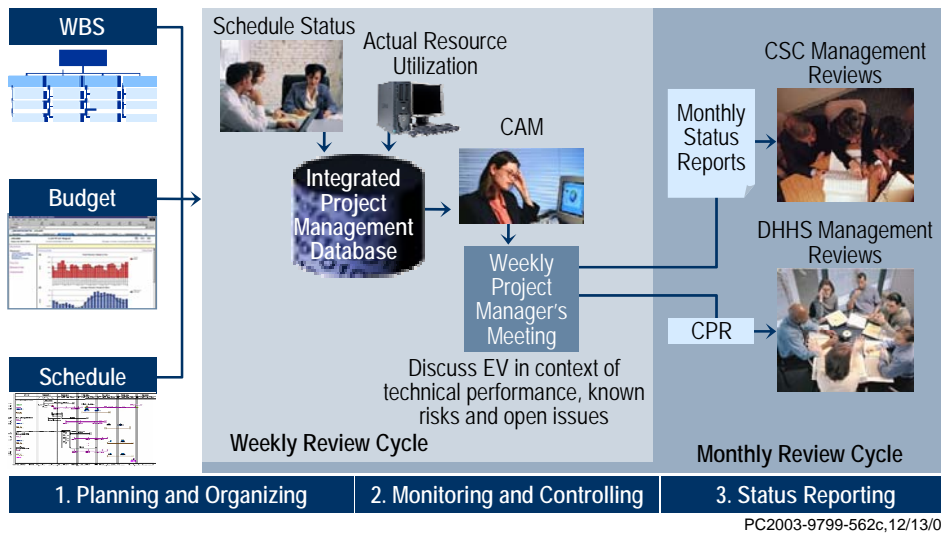 WBS
Budget
Schedule
Schedule Status
Actual Resource
Utilization
Integrated
Project
Management
Database
CAM
Weekly
Project
Manager's
Meeting
Discuss EV in context of
technical performance, known
risks and open issues
Weekly Review Cycle
Monthly
Status
Reports
CPR
CSC Management
Reviews
DHHS Management
Reviews
Monthly Review Cycle
1. Planning and Organizing
2. Monitoring and Controlling
3. Status Reporting
PC2003-9799-562c,12/13/0